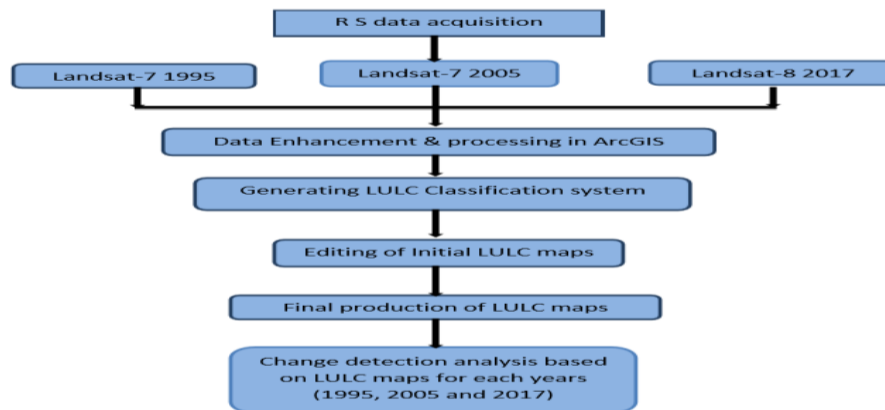 R S data acquisition
Landsat-7 1995
Landsat-7 2005
Landsat-8 2017
Data Enhancement & processing in ArcGIS
Generating LULC Classification system
Editing of Initial LULC maps
Final production of LULC maps
Change detection analysis based
on LULC maps for each years
(1995, 2005 and 2017)